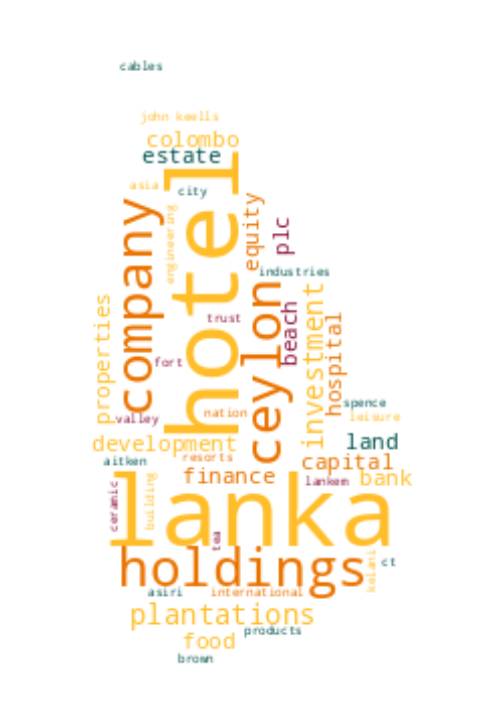 cables
john keells
colombo
estate
asia
city
hotel
company
engineering
equity
plc
industries
ceylon
properties
investment
beach
hospital
trust
fort
spence
nation
leisure
valley
development
land
resorts
aitken
capital
finance
bank
lankem
lanka
ceramic
building
tea
holdings
kelani
ct
asiri
international
plantations
products
food
brown